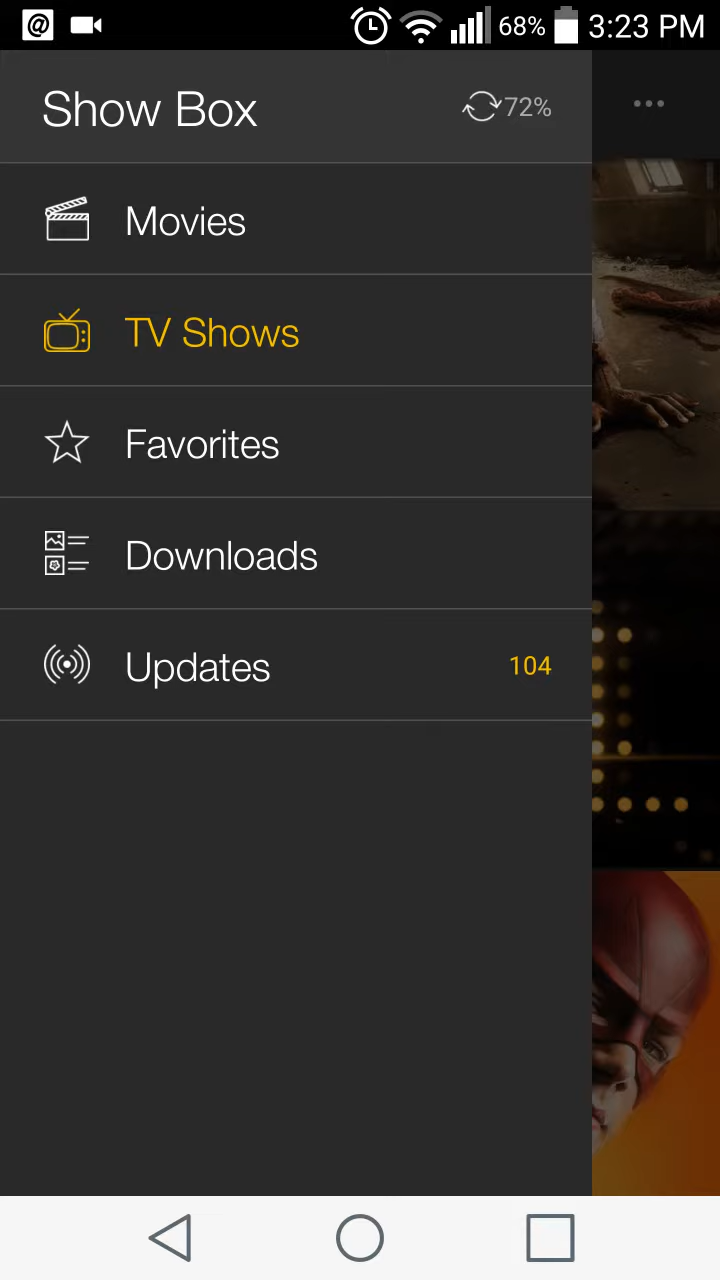 68% 3:23 PM
Show Box 72%
Movies
TV Shows
Favorites
Downloads
Updates 104